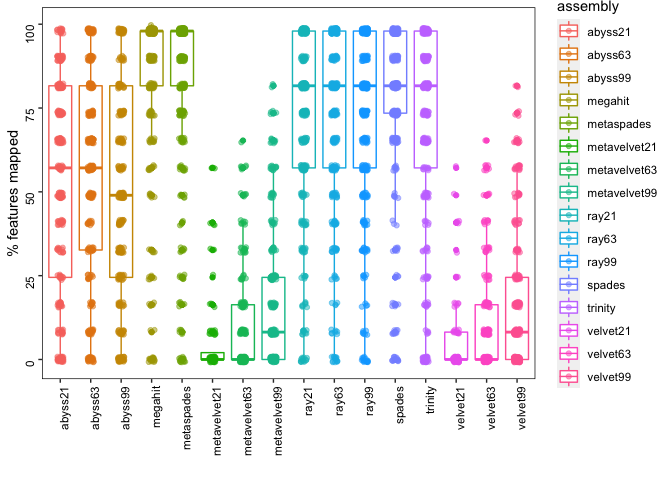 assembly
abyss21
abyss63
abyss99
megahit
metaspades
metavelvet21
metavelvet63
metavelvet99
ray21
ray63
ray99
spades
trinity
velvet21
velvet63
velvet99
% features mapped
100
75
50
25
0
abyss21
abyss63
abyss99
megahit
metaspades
metavelvet21
metavelvet63
metavelvet99
ray21
ray63
ray99
spades
trinity
velvet21
velvet63
velvet99